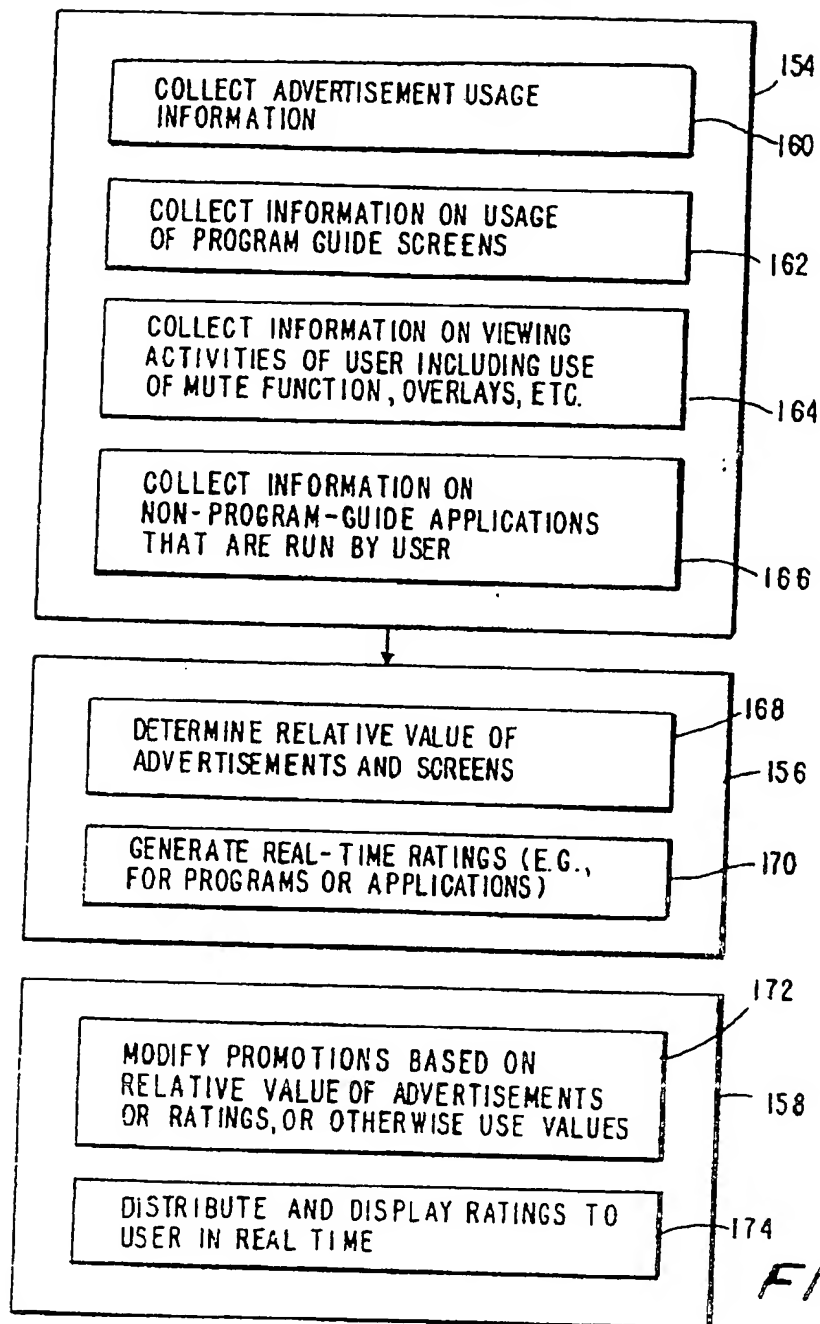 COLLECT ADVERTISEMENT USAGE
INFORMATION
154
160
COLLECT INFORMATION ON USAGE
OF PROGRAM GUIDE SCREENS
162
COLLECT INFORMATION ON VIEWING
ACTIVITIES OF USER INCLUDING USE
OF MUTE FUNCTION, OVERLAYS, ETC.
164
COLLECT INFORMATION ON
NON-PROGRAM-GUIDE APPLICATIONS
THAT ARE RUN BY USER
166
168
DETERMINE RELATIVE VALUE OF
ADVERTISEMENTS AND SCREENS
156
GENERATE REAL-TIME RATINGS (E.G.,
FOR PROGRAMS OR APPLICATIONS)
170
172
MODIFY PROMOTIONS BASED ON
RELATIVE VALUE OF ADVERTISEMENTS
OR RATINGS, OR OTHERWISE USE VALUES
158
DISTRIBUTE AND DISPLAY RATINGS TO
USER IN REAL TIME
174